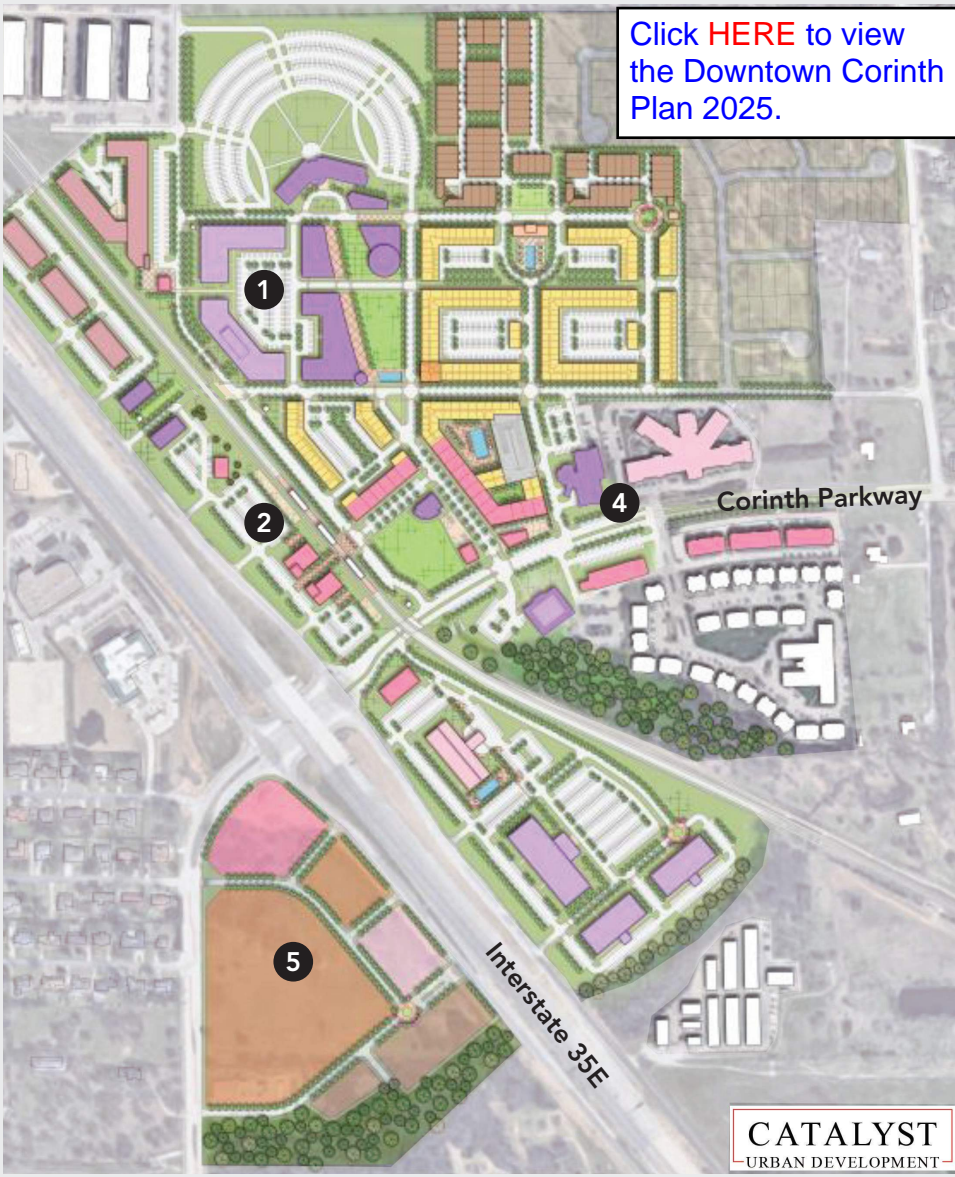 Click HERE to view
the Downtown Corinth
Plan 2025.
1
2
4
Corinth Parkway
5
Interstate 35E
CATALYST
URBAN DEVELOPMENT